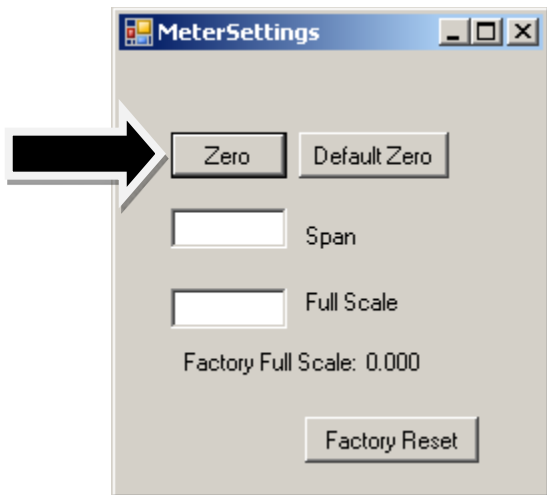 MeterSettings
Zero
Default Zero
Span
Full Scale
Factory Full Scale: 0.000
Factory Reset